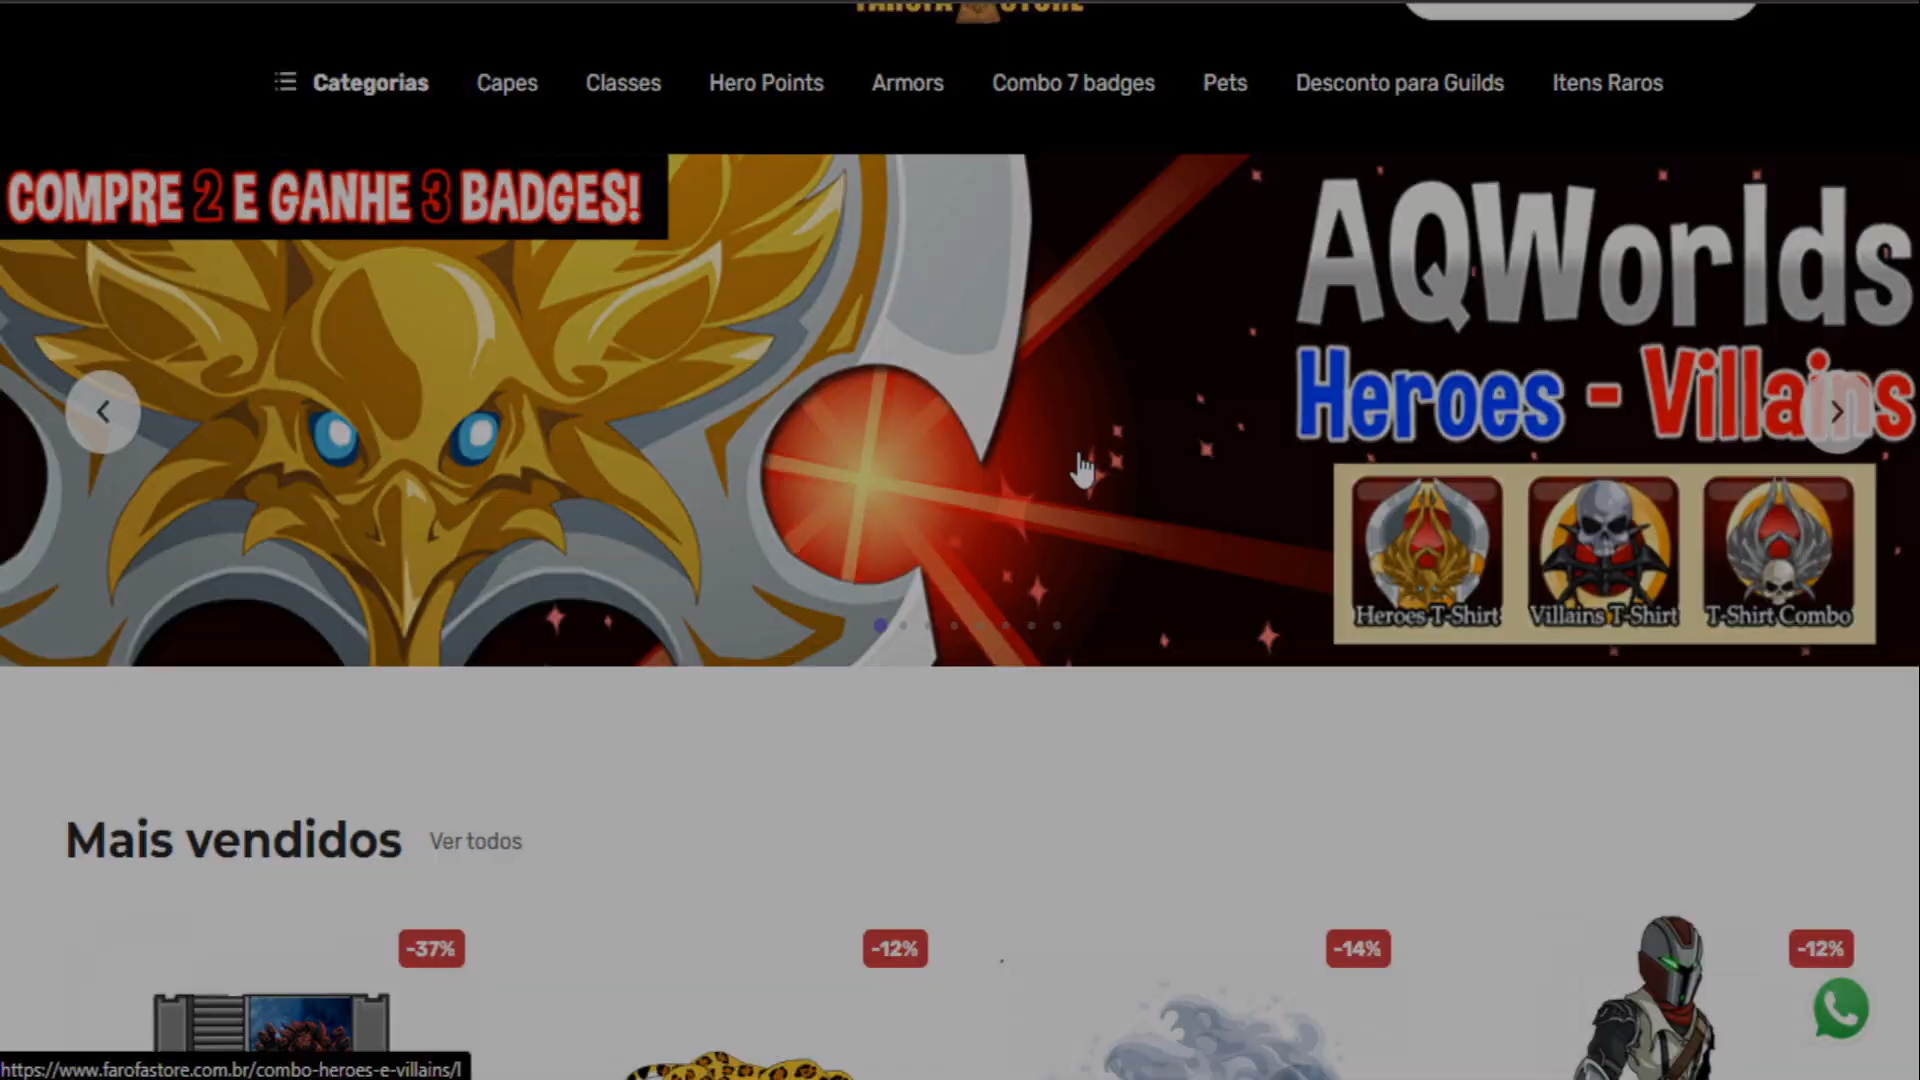 Categorias
Capes
Classes
Hero Points
Armors
Combo 7 badges
Pets
Desconto para Guilds
Itens Raros
COMPRE 2 E GANHE 3 BADGES!
AQWorlds
Heroes - Villains
Heroes T-Shirt
Villains T-Shirt
T-Shirt Combo
Mais vendidos
Ver todos
-37%
-12%
-14%
-12%
https://www.farofastore.com.br/combo-heroes-e-villains/l